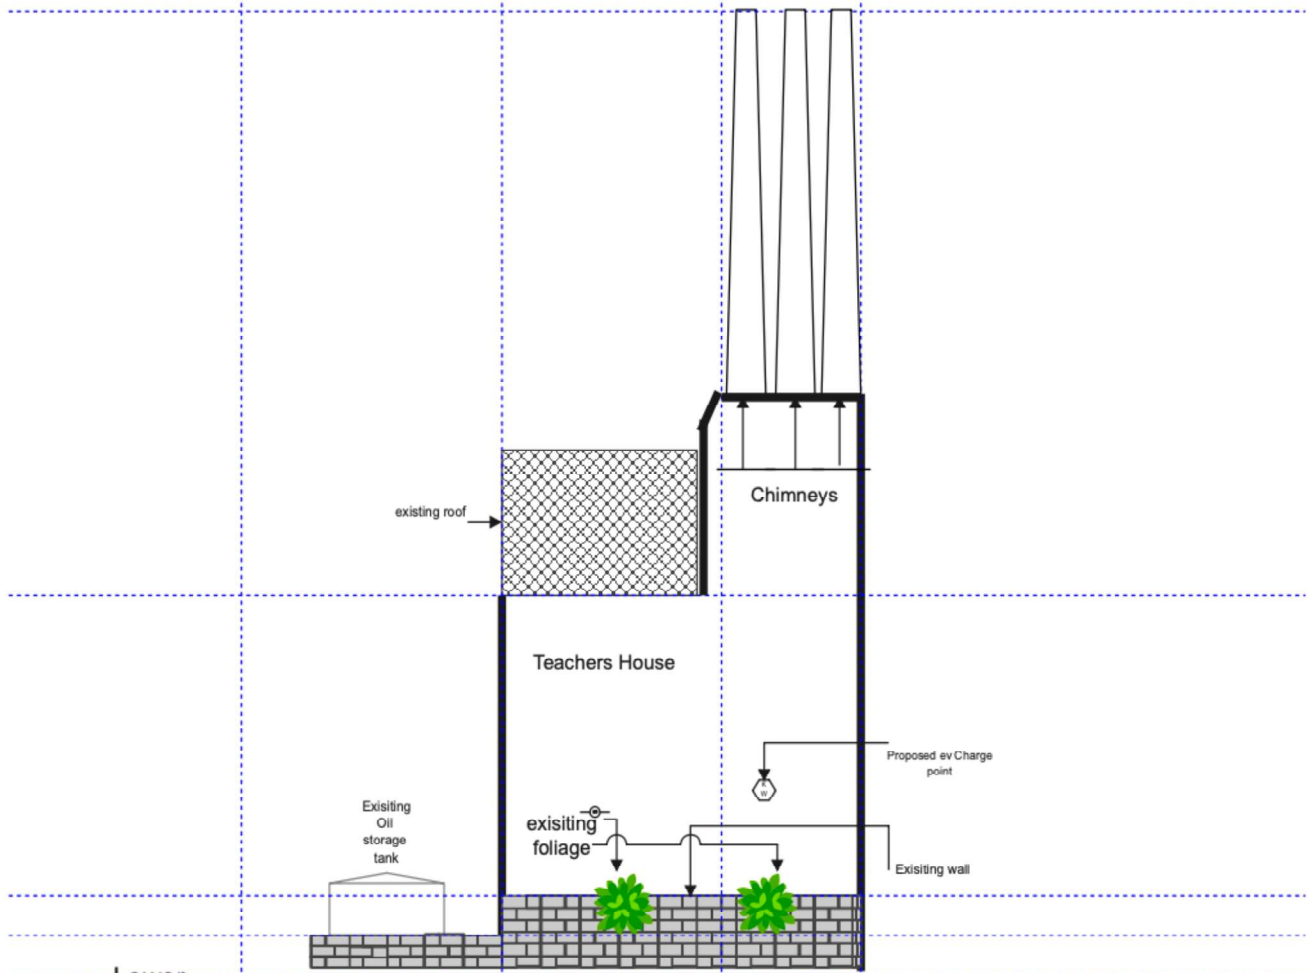 existing roof
Chimneys
Teachers House
Proposed ev Charge
point
K
W
Exisiting
Oil
storage
tank
exisiting
foliage
Exisiting wall